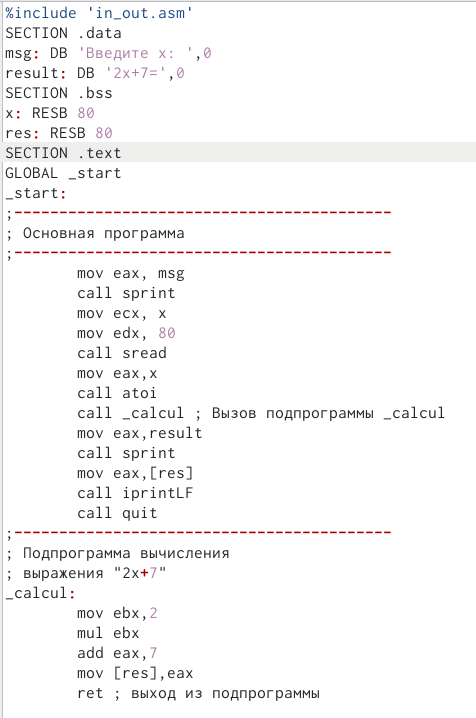 %include 'in_out.asm'
SECTION .data
msg: DB 'Введите x: ',0
result: DB '2x+7=',0
SECTION .bss
x: RESB 80
res: RESB 80
SECTION .text
GLOBAL _start
_start:
;------------------------------------------
; Основная программа
;------------------------------------------
mov eax, msg
call sprint
mov ecx, x
mov edx, 80
call sread
mov eax,x
call atoi
call _calcul ; Вызов подпрограммы _calcul
mov eax,result
call sprint
mov eax,[res]
call iprintLF
call quit
;------------------------------------------
; Подпрограмма вычисления
; выражения "2x+7"
_calcul:
mov ebx,2
mul ebx
add eax,7
mov [res],eax
ret ; выход из подпрограммы